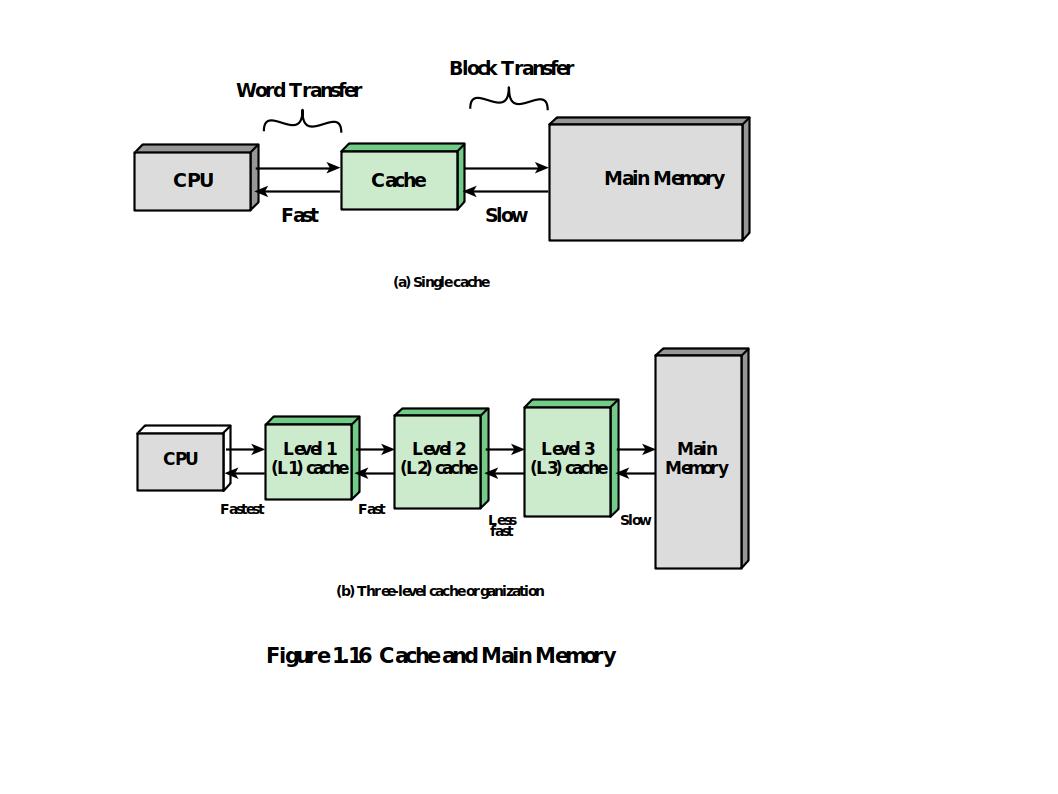 Block Transfer
Word Transfer
CPU
Cache
Main Memory
Fast
Slow
(a) Single cache
CPU
Level 1
(L1) cache
Level 2
(L2) cache
Level 3
(L3) cache
Main
Memory
Fastest
Fast
Less
fast
Slow
(b) Three-level cache organization
Figure 1.16 Cache and Main Memory